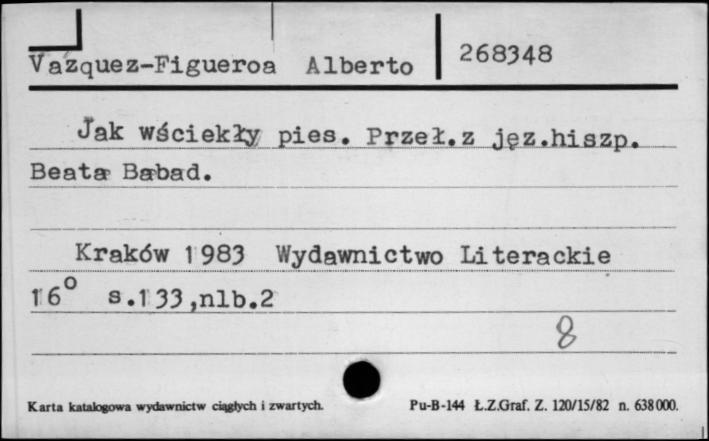 Vázquez-Figueroa Alberto 268348
Jak wściekły pies. Przeł.z jęz.hiszp.
Beata Babad.
Kraków 1983 Wydawnictwo Literackie
16° s.133,nlb.2
8
Karta katalogowa wydawnictw ciągłych i zwartych. Pu-B-144 Ł.Z.Graf. Z. 120/15/82 n. 638000.